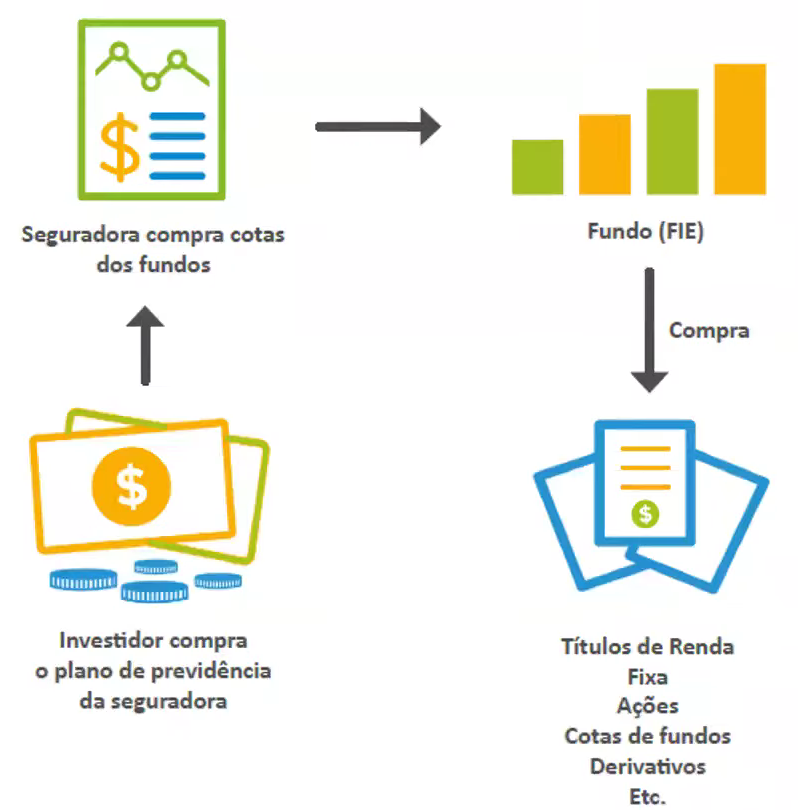 Seguradora compra cotas
dos fundos
Fundo (FIE)
Compra
$
$
$
Investidor compra
o plano de previdência
da seguradora
Títulos de Renda
Fixa
Ações
Cotas de fundos
Derivativos
Etc.